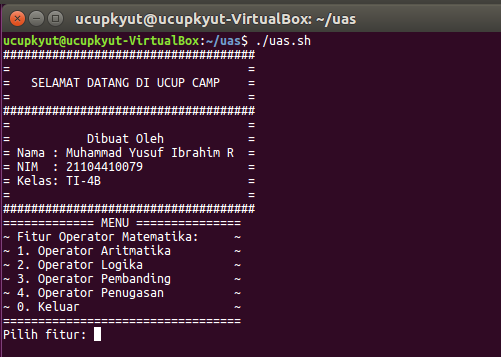 ucupkyut@ucupkyut-VirtualBox: ~/uas
ucupkyut@ucupkyut-VirtualBox:~/uas$ ./uas.sh
####################################
=                                  =
=   SELAMAT DATANG DI UCUP CAMP    =
=                                  =
####################################
=                                  =
=           Dibuat Oleh            =
= Nama : Muhammad Yusuf Ibrahim R  =
= NIM  : 21104410079               =
= Kelas: TI-4B                     =
=                                  =
####################################
============= MENU ===============
~ Fitur Operator Matematika:     ~
~ 1. Operator Aritmatika         ~
~ 2. Operator Logika             ~
~ 3. Operator Pembanding         ~
~ 4. Operator Penugasan          ~
~ 0. Keluar                      ~
==================================
Pilih fitur: